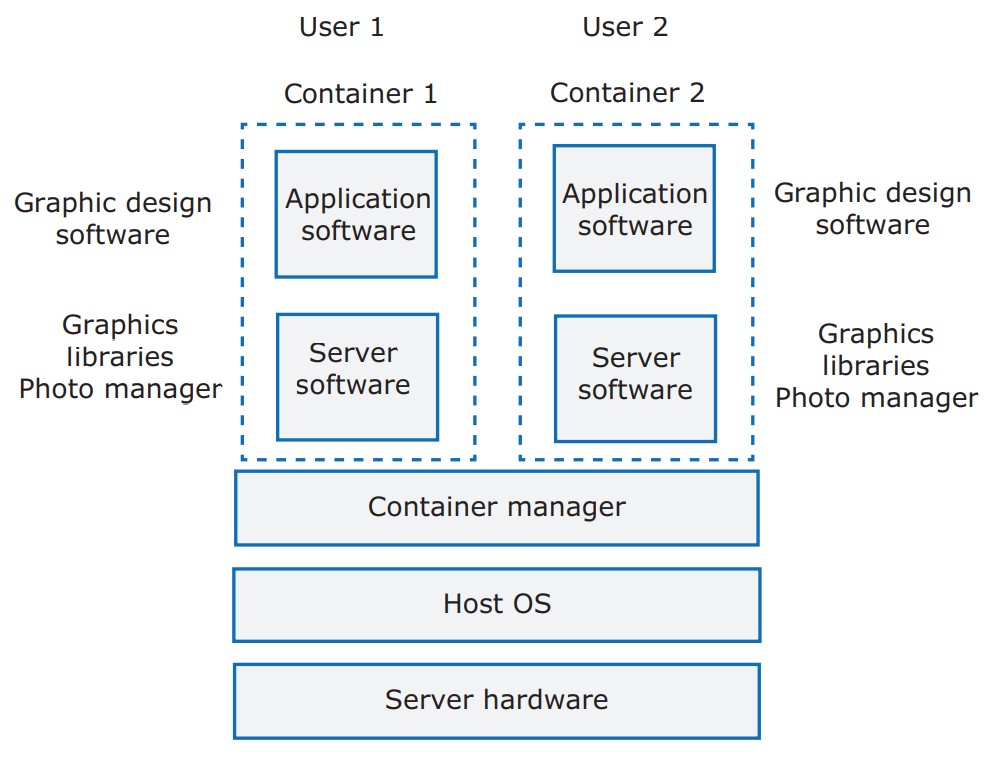 User 1
User 2
Container 1
Container 2
Graphic design
software
Application
software
Application
software
Graphic design
software
Graphics
libraries
Photo manager
Server
software
Server
software
Graphics
libraries
Photo manager
Container manager
Host OS
Server hardware